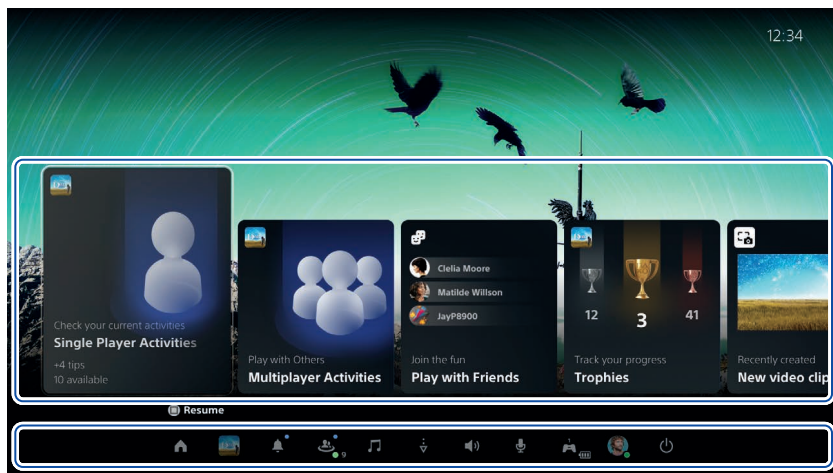 12:34
Check your current activities
Single Player Activities
+4 tips
10 available
Play with Others
Multiplayer Activities
Clelia Moore
Matilde Willson
JayP8900
Join the fun
Play with Friends
12
3
41
Track your progress
Trophies
Recently created
New video clip
Resume
9